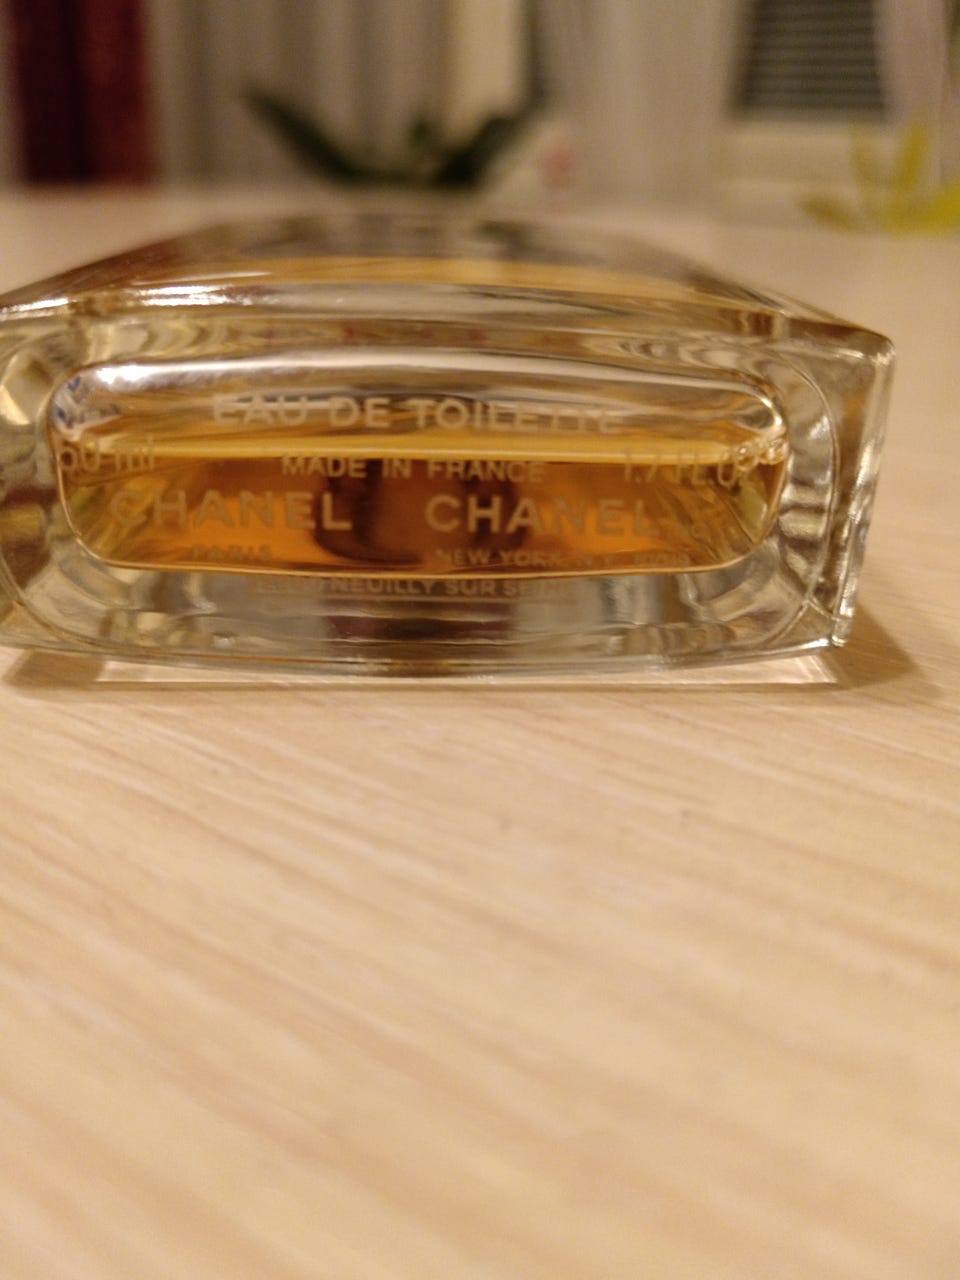 EAU DE TOILETTE
50 ml MADE IN FRANCE 1.7 FL.OZ
CHANEL CHANEL
PARIS NEW YORK
NEUILLY SUR SEINE